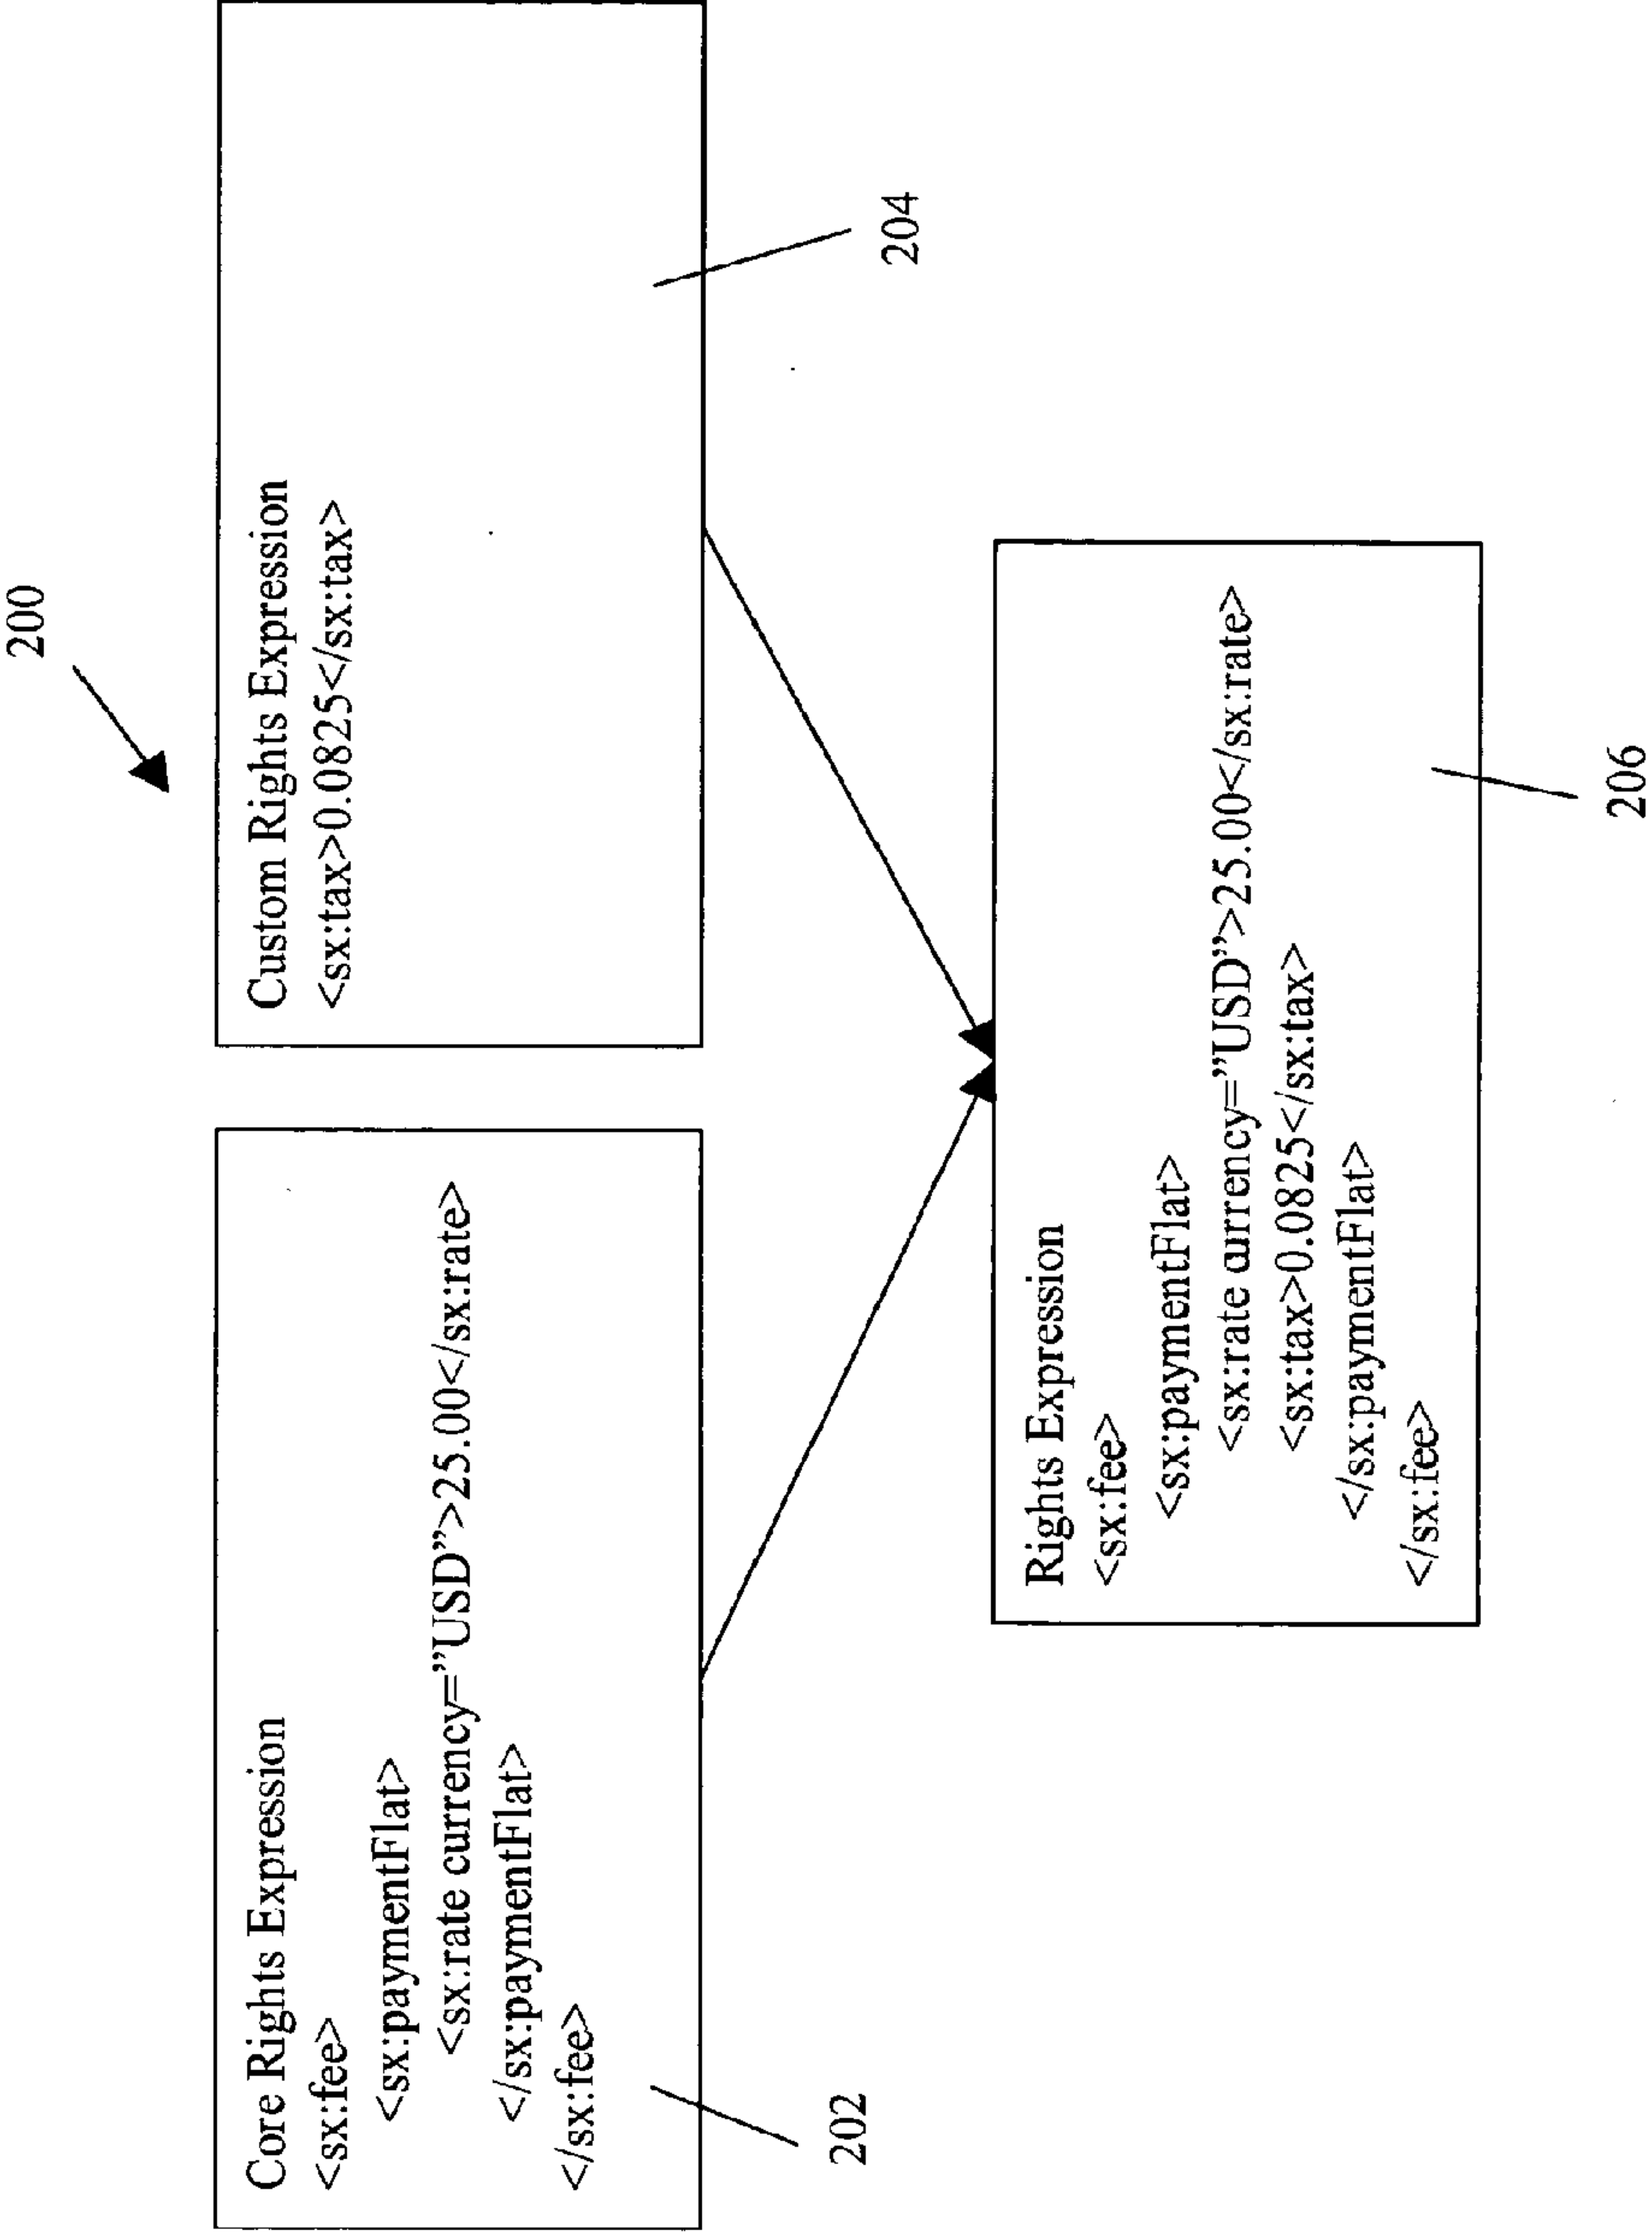 200
Core Rights Expression
<sx:fee>
<sx:paymentFlat>
<sx:rate currency=”USD”>25.00</sx:rate>
</sx:paymentFlat>
</sx:fee>
202
Custom Rights Expression
<sx:tax>0.0825</sx:tax>
204
Rights Expression
<sx:fee>
<sx:paymentFlat>
<sx:rate currency=”USD”>25.00</sx:rate>
<sx:tax>0.0825</sx:tax>
</sx:paymentFlat>
</sx:fee>
206